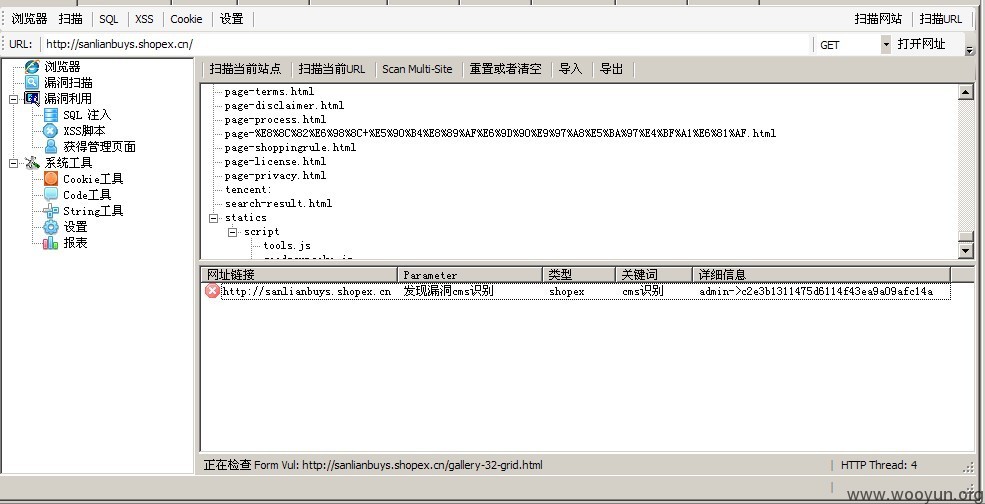 浏览器 扫描 SQL XSS Cookie 设置 扫描网站 扫描URL
URL: http://sanlianbuys.shopex.cn/ GET 打开网址
浏览器
漏洞扫描
漏洞利用
SQL 注入
XSS脚本
获得管理页面
系统工具
Cookie工具
Code工具
String工具
设置
报表
扫描当前站点 扫描当前URL Scan Multi-Site 重置或者清空 导入 导出
page-terms.html
page-disclaimer.html
page-process.html
page-%E8%8C%82%E6%98%8C+%E5%90%B4%E8%89%AF%E6%9D%90%E9%97%A8%E5%BA%97%E4%BF%A1%E6%81%AF.html
page-shoppingrule.html
page-license.html
page-privacy.html
tencent:
search-result.html
statics
script
tools.js
网址链接 Parameter 类型 关键词 详细信息
http://sanlianbuys.shopex.cn 发现漏洞cms识别 shopex cms识别 admin->c2e3b1311475d6114f43ea9a09afc14a
正在检查 Form Vul: http://sanlianbuys.shopex.cn/gallery-32-grid.html HTTP Thread: 4
www.wooyun.org